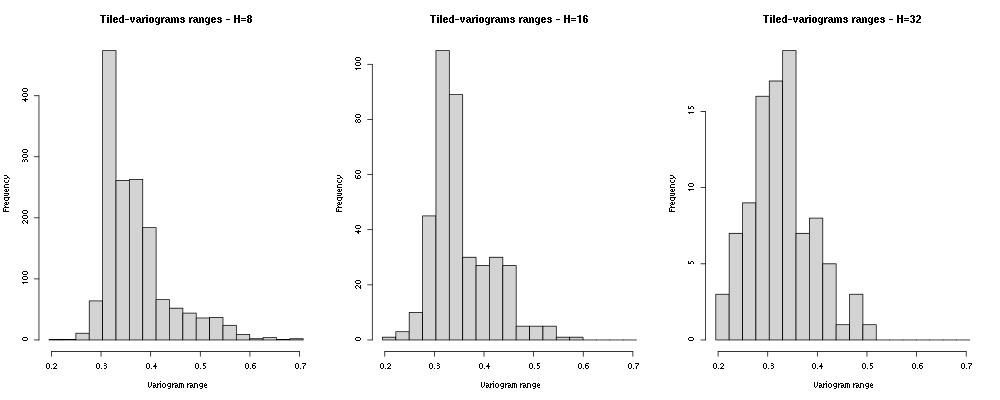 Tiled-variograms ranges - H=8
Tiled-variograms ranges - H=16
Tiled-variograms ranges - H=32
Frequency
0
100
200
300
400
0.2 0.3 0.4 0.5 0.6 0.7
Variogram range
Frequency
0
20
40
60
80
100
0.2 0.3 0.4 0.5 0.6 0.7
Variogram range
Frequency
0
5
10
15
0.2 0.3 0.4 0.5 0.6 0.7
Variogram range